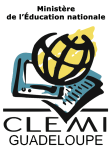 Ministère
de l'Éducation nationale
CLEMI
GUADELOUPE